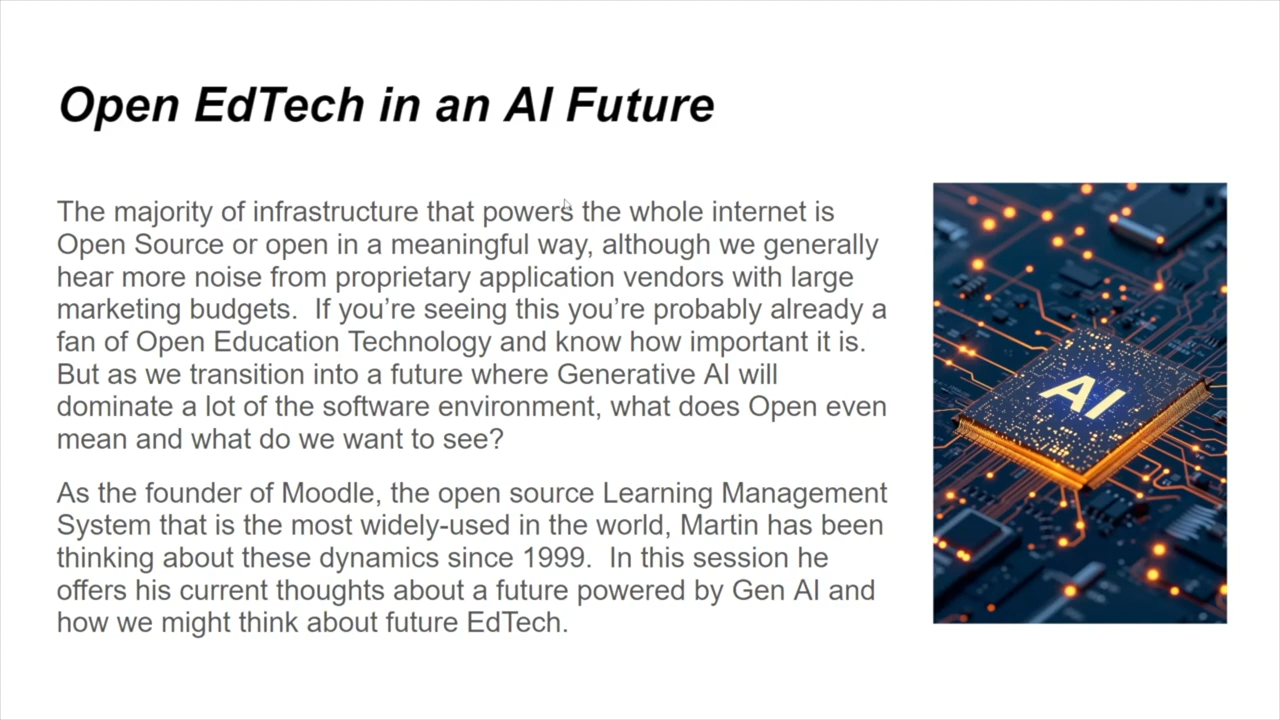 Open EdTech in an AI Future
The majority of infrastructure that powers the whole internet is
Open Source or open in a meaningful way, although we generally
hear more noise from proprietary application vendors with large
marketing budgets.  If you’re seeing this you’re probably already a
fan of Open Education Technology and know how important it is.
But as we transition into a future where Generative AI will
dominate a lot of the software environment, what does Open even
mean and what do we want to see?
As the founder of Moodle, the open source Learning Management
System that is the most widely-used in the world, Martin has been
thinking about these dynamics since 1999.  In this session he
offers his current thoughts about a future powered by Gen AI and
how we might think about future EdTech.
AI